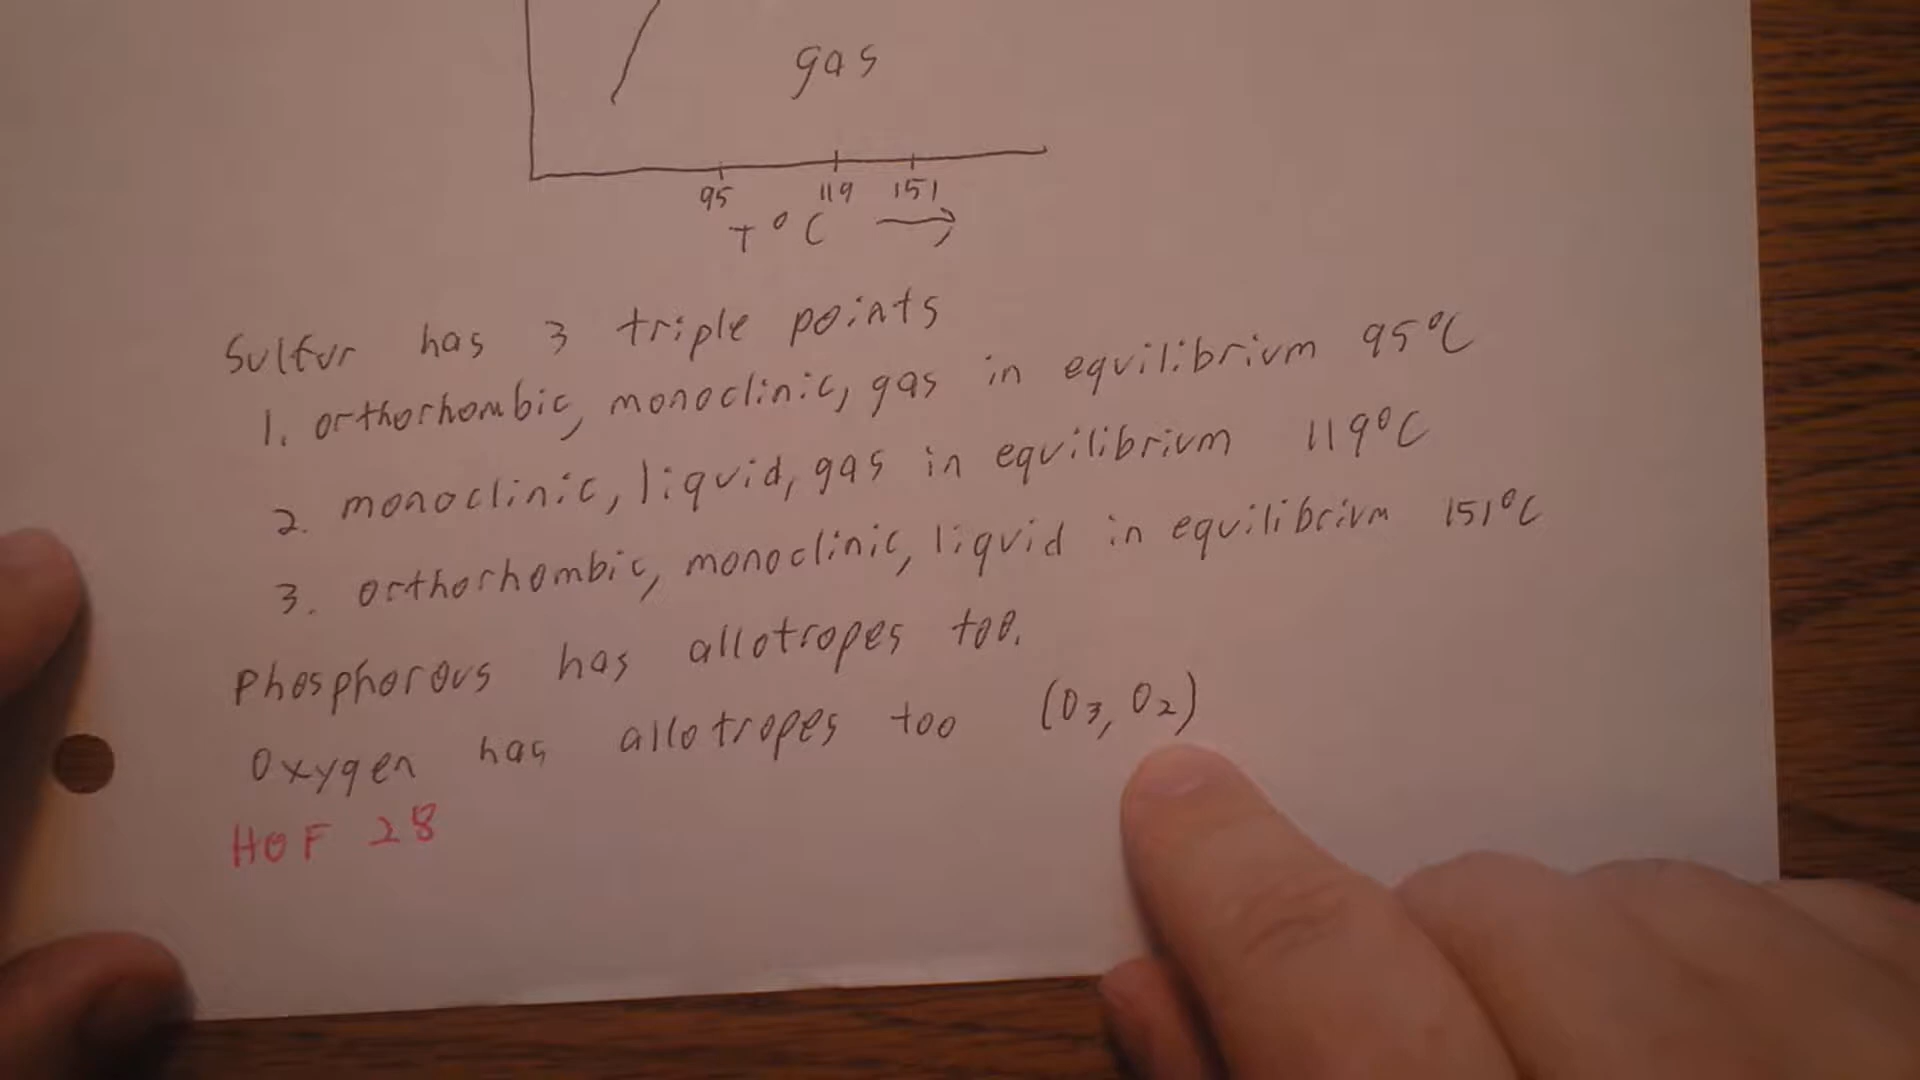 gas
95 119 151
T °C →
Sulfur has 3 triple points
1. orthorhombic, monoclinic, gas in equilibrium 95°C
2. monoclinic, liquid, gas in equilibrium 119°C
3. orthorhombic, monoclinic, liquid in equilibrium 151°C
Phosphorous has allotropes too.
Oxygen has allotropes too (O3, O2)
HOF 28